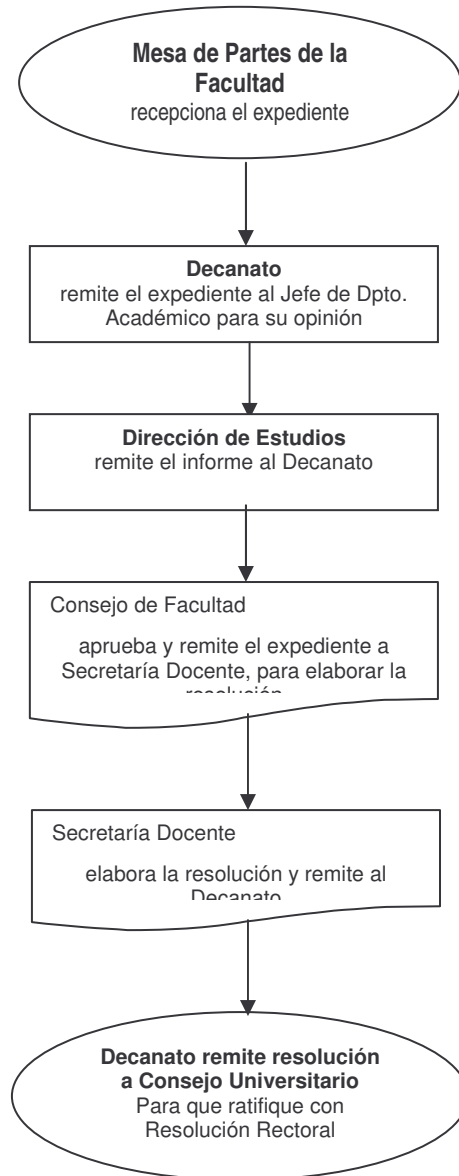 Mesa de Partes de la
Facultad
recepciona el expediente
Decanato
remite el expediente al Jefe de Dpto.
Académico para su opinión
Dirección de Estudios
remite el informe al Decanato
Consejo de Facultad
aprueba y remite el expediente a
Secretaría Docente, para elaborar la
resolución
Secretaría Docente
elabora la resolución y remite al
Decanato
Decanato remite resolución
a Consejo Universitario
Para que ratifique con
Resolución Rectoral